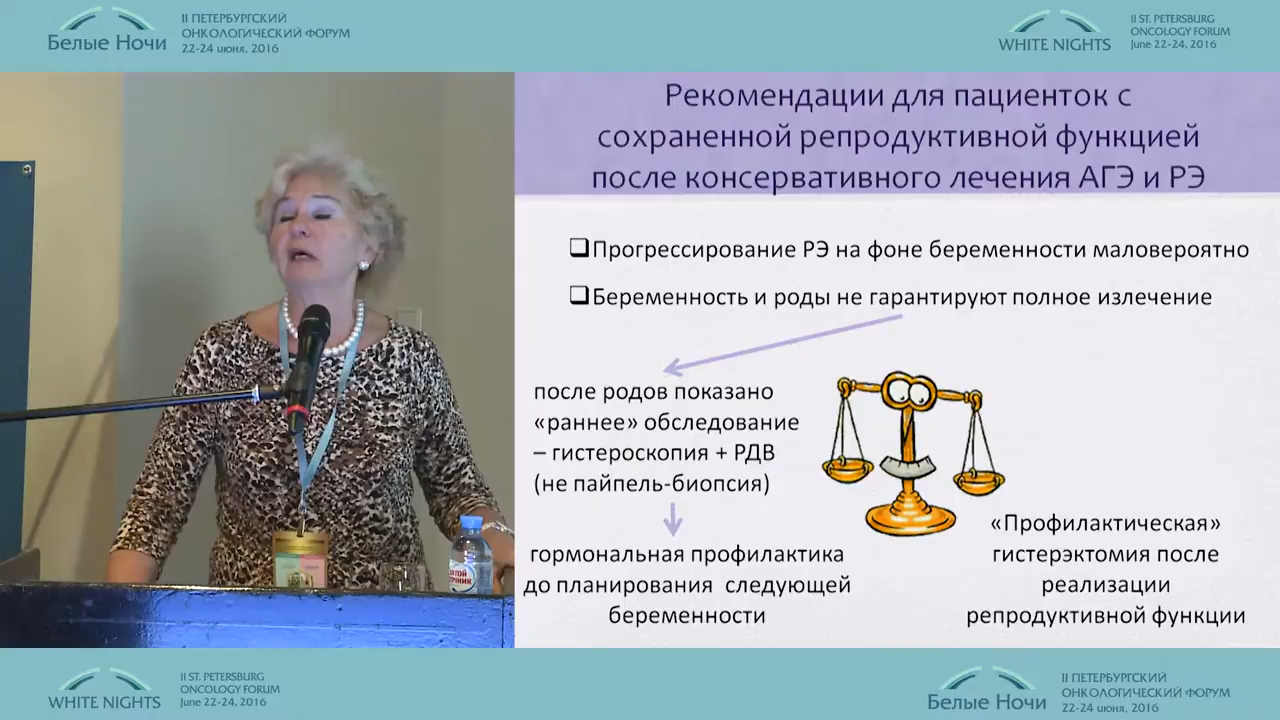 Белые Ночи
II ПЕТЕРБУРГСКИЙ
ОНКОЛОГИЧЕСКИЙ ФОРУМ
22-24 июня, 2016
WHITE NIGHTS
II ST. PETERSBURG
ONCOLOGY FORUM
June 22-24, 2016
Рекомендации для пациенток с
сохраненной репродуктивной функцией
после консервативного лечения АГЭ и РЭ
Прогрессирование РЭ на фоне беременности маловероятно
Беременность и роды не гарантируют полное излечение
после родов показано
«раннее» обследование
– гистероскопия + РДВ
(не пайпель-биопсия)
гормональная профилактика
до планирования следующей
беременности
«Профилактическая»
гистерэктомия после
реализации
репродуктивной функции
WHITE NIGHTS
II ST. PETERSBURG
ONCOLOGY FORUM
June 22-24, 2016
Белые Ночи
II ПЕТЕРБУРГСКИЙ
ОНКОЛОГИЧЕСКИЙ ФОРУМ
22-24 июня, 2016